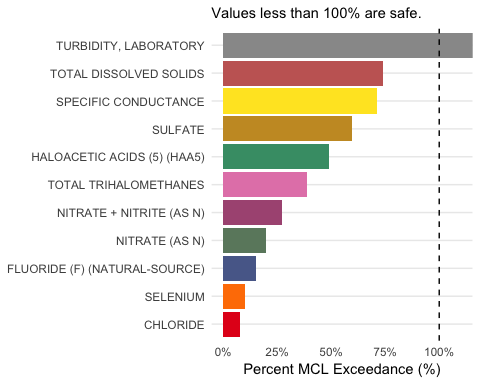 Values less than 100% are safe.
TURBIDITY, LABORATORY
TOTAL DISSOLVED SOLIDS
SPECIFIC CONDUCTANCE
SULFATE
HALOACETIC ACIDS (5) (HAA5)
TOTAL TRIHALOMETHANES
NITRATE + NITRITE (AS N)
NITRATE (AS N)
FLUORIDE (F) (NATURAL-SOURCE)
SELENIUM
CHLORIDE
0% 25% 50% 75% 100%
Percent MCL Exceedance (%)